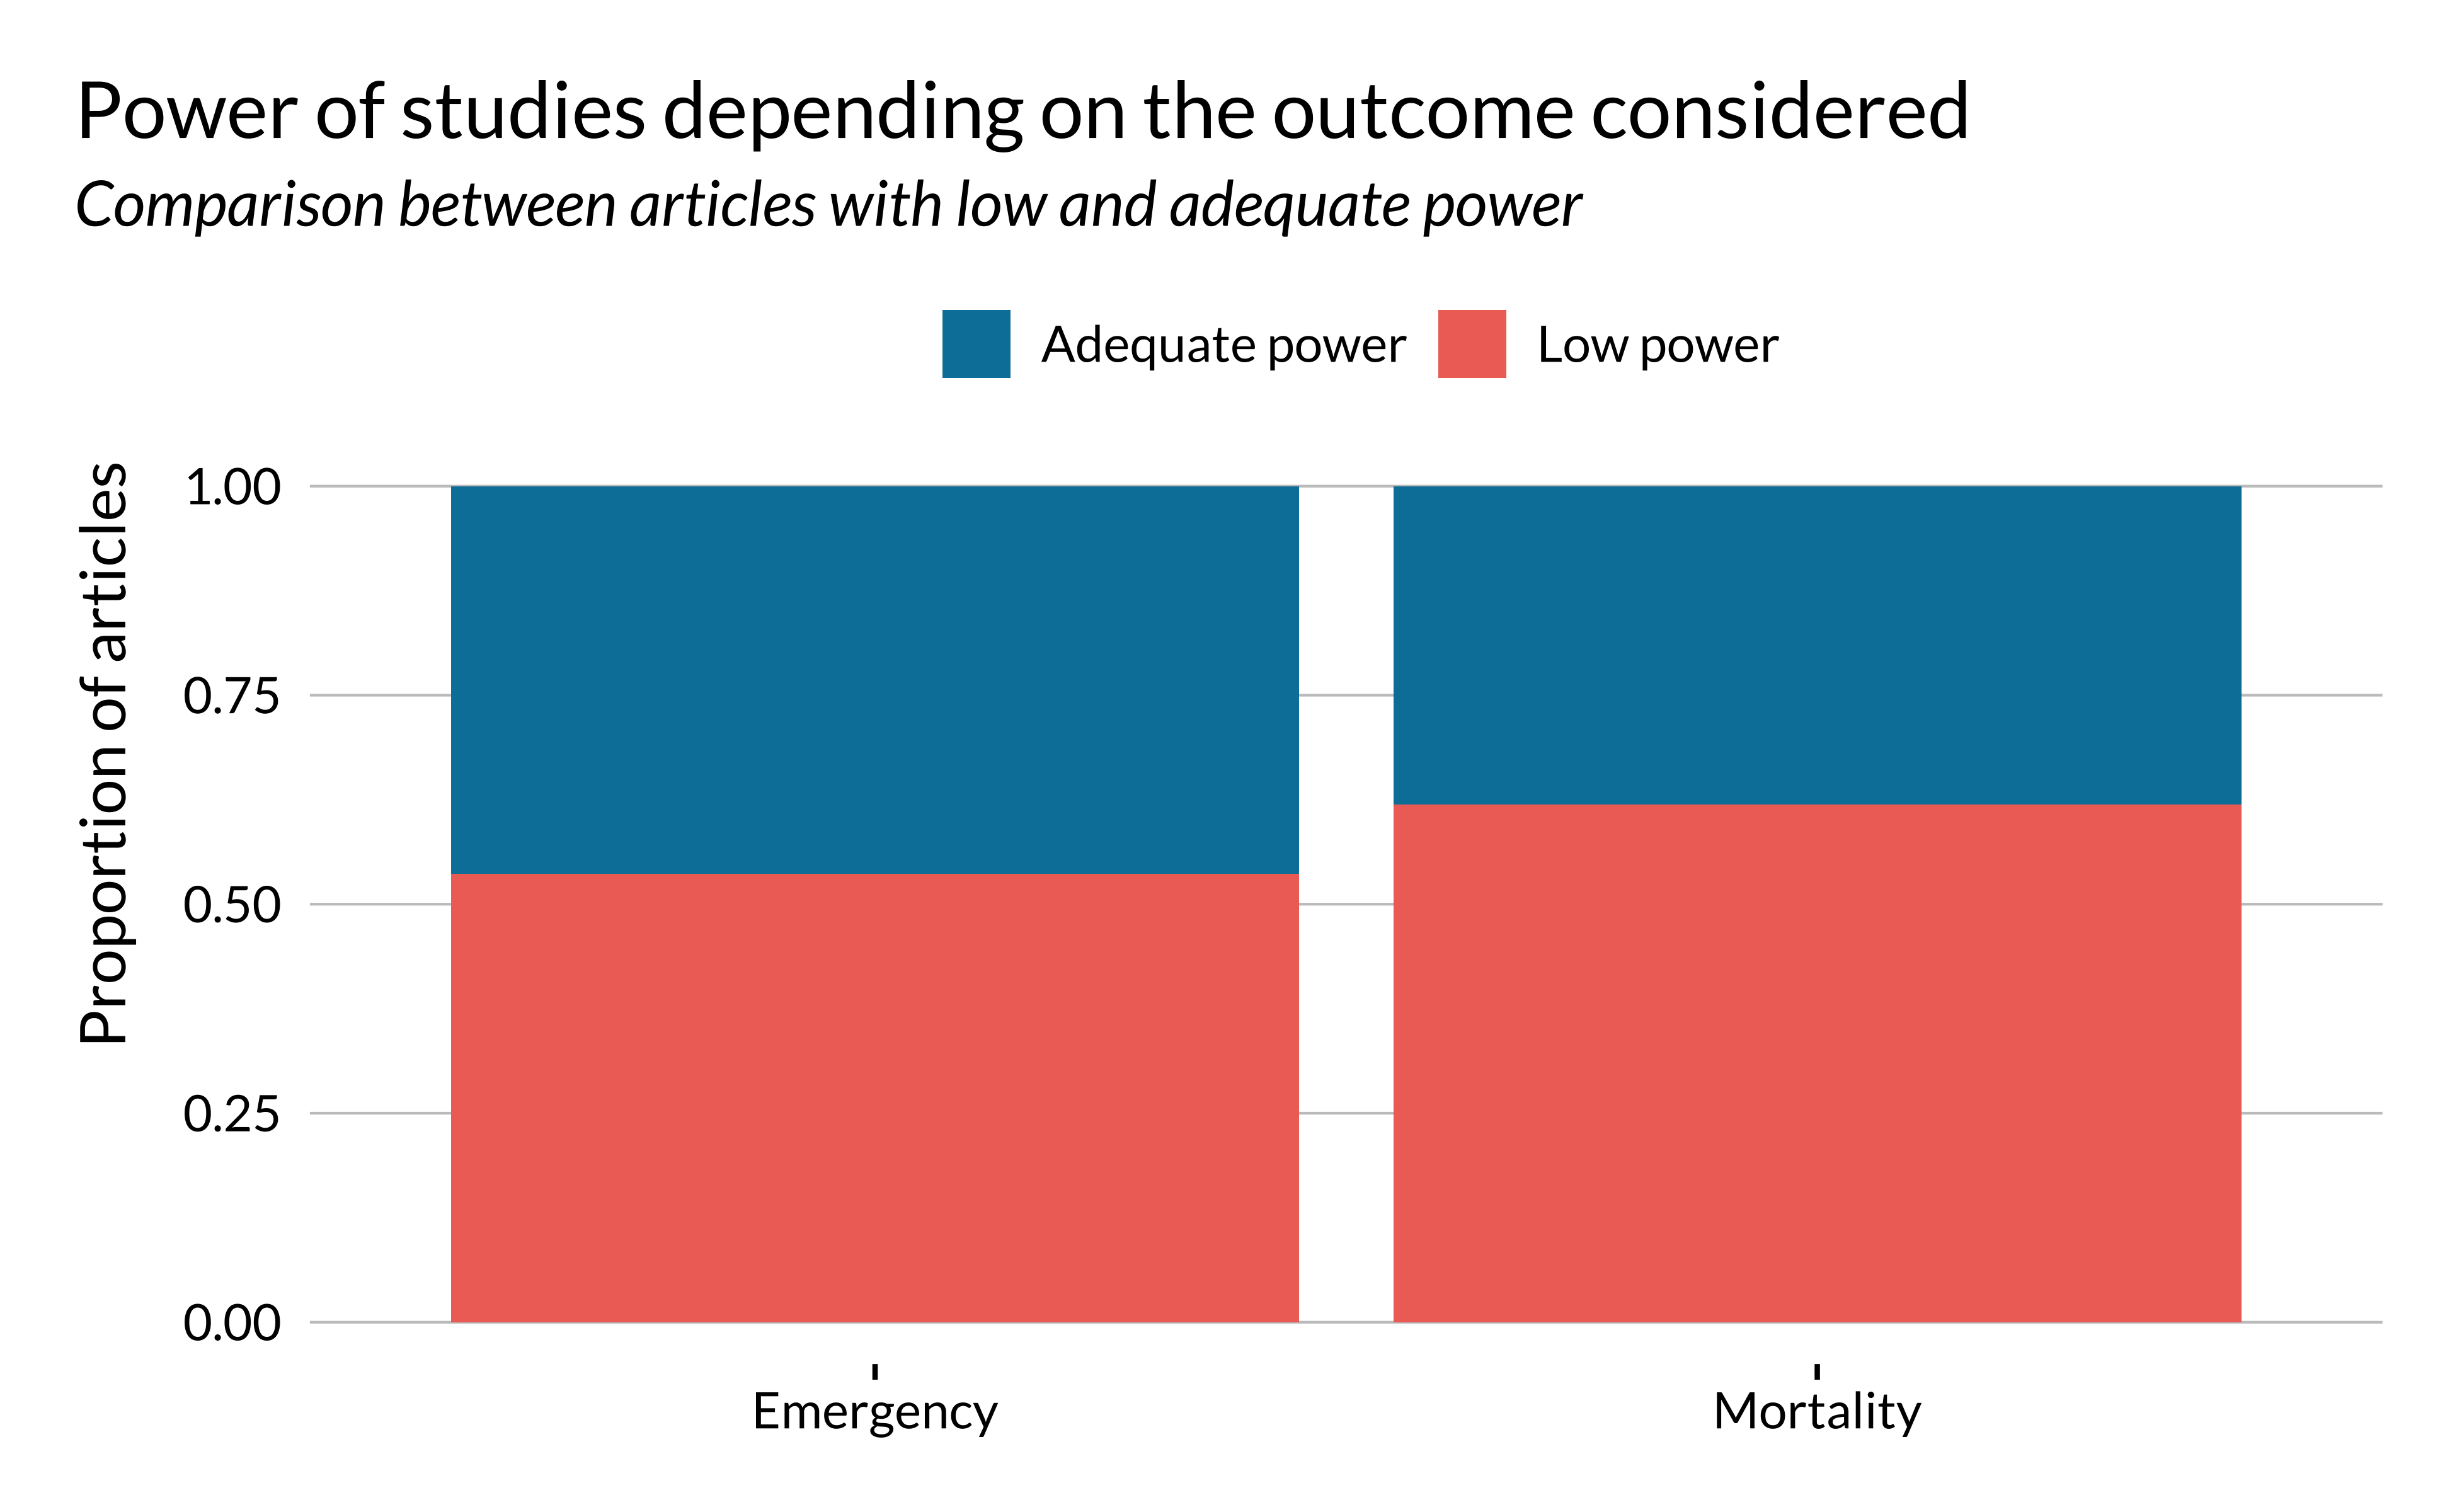 Power of studies depending on the outcome considered
Comparison between articles with low and adequate power
Adequate power Low power
Proportion of articles
1.00
0.75
0.50
0.25
0.00
Emergency Mortality